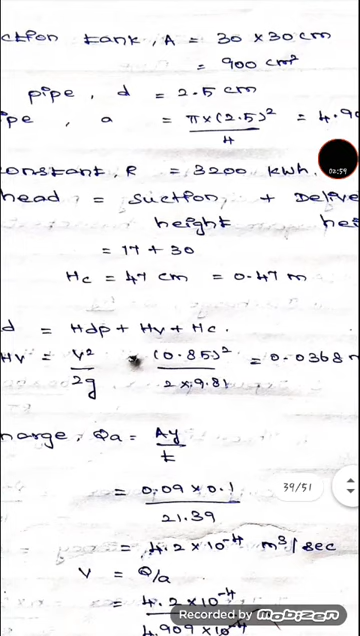 ction tank, A = 30 × 30 cm
= 900 cm²
pipe, d = 2.5 cm
ipe, a = π×(2.5)²/4 = 4.90
02:59
constant, R = 3200 kWh.
head = Suction + Delive
height hei
= 17 + 30
Hc = 47 cm = 0.47 m
d = Hdp + Hv + Hc.
Hv = V²/2g = (0.85)²/2×9.81 = 0.0368 m
harge, Qa = Ay/t
39/51
= 0.09 × 0.1/21.39
= 4.2 × 10⁻⁴ m³/sec
V = Q/a
= 4.2 × 10⁻⁴/4.909 × 10⁻⁴
Recorded by MOBIZEN